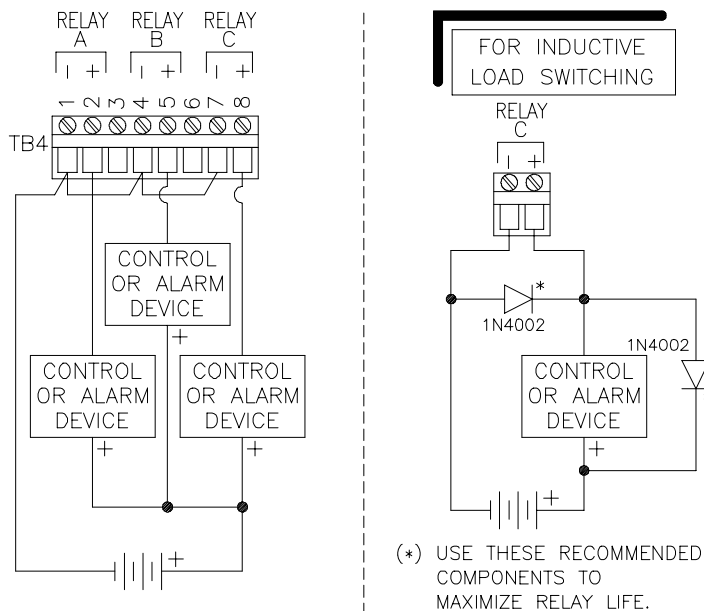 RELAY A
RELAY B
RELAY C
− + − + − +
1 2 3 4 5 6 7 8
TB4
CONTROL
OR ALARM
DEVICE
+
CONTROL
OR ALARM
DEVICE
+
CONTROL
OR ALARM
DEVICE
+
+
FOR INDUCTIVE
LOAD SWITCHING
RELAY
C
− +
*
1N4002
1N4002
CONTROL
OR ALARM
DEVICE
+
+
(*) USE THESE RECOMMENDED
COMPONENTS TO
MAXIMIZE RELAY LIFE.